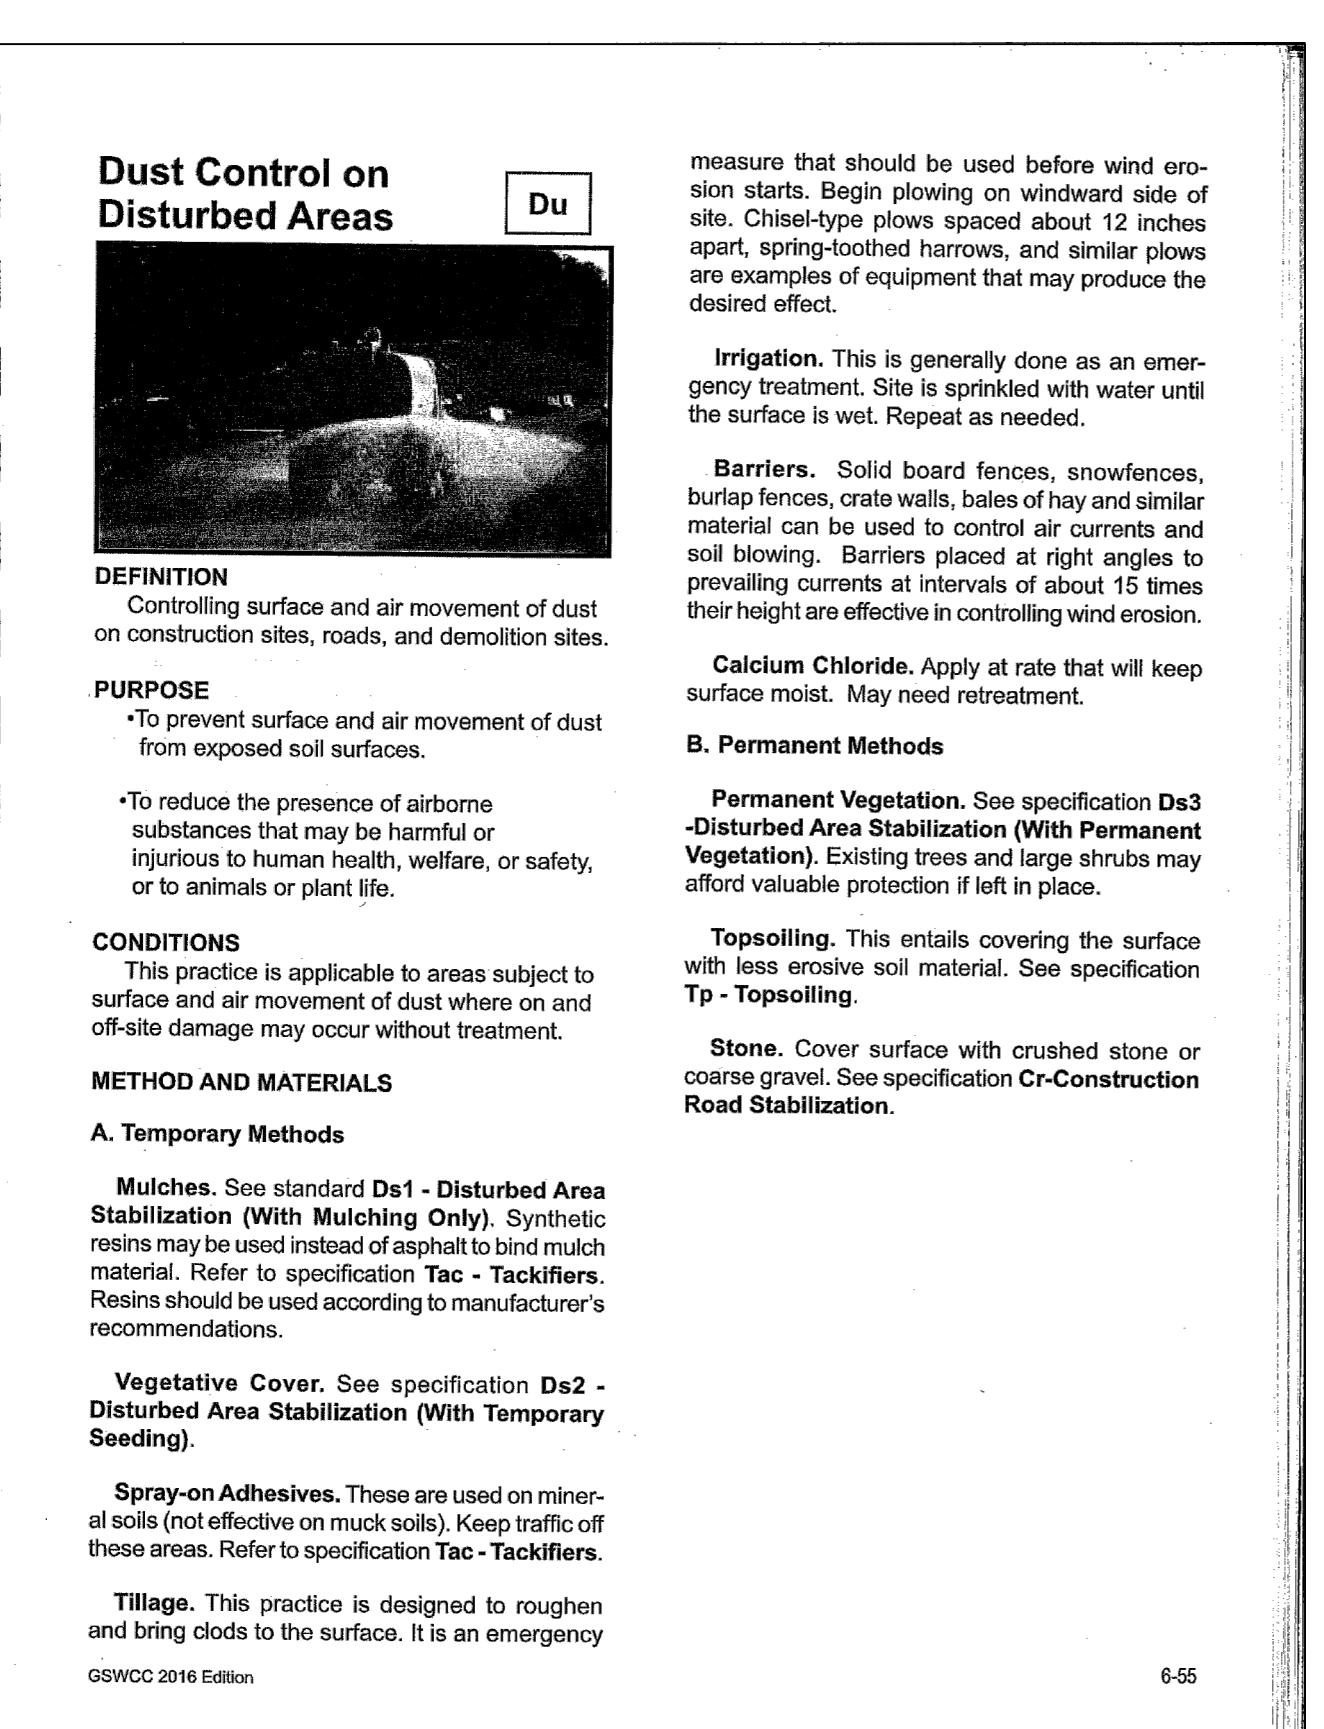 Dust Control on
Disturbed Areas
Du
DEFINITION
Controlling surface and air movement of dust
on construction sites, roads, and demolition sites.
PURPOSE
•To prevent surface and air movement of dust
from exposed soil surfaces.
•To reduce the presence of airborne
substances that may be harmful or
injurious to human health, welfare, or safety,
or to animals or plant life.
CONDITIONS
This practice is applicable to areas subject to
surface and air movement of dust where on and
off-site damage may occur without treatment.
METHOD AND MATERIALS
A. Temporary Methods
Mulches. See standard Ds1 - Disturbed Area
Stabilization (With Mulching Only). Synthetic
resins may be used instead of asphalt to bind mulch
material. Refer to specification Tac - Tackifiers.
Resins should be used according to manufacturer's
recommendations.
Vegetative Cover. See specification Ds2 -
Disturbed Area Stabilization (With Temporary
Seeding).
Spray-on Adhesives. These are used on miner-
al soils (not effective on muck soils). Keep traffic off
these areas. Refer to specification Tac - Tackifiers.
Tillage. This practice is designed to roughen
and bring clods to the surface. It is an emergency
measure that should be used before wind ero-
sion starts. Begin plowing on windward side of
site. Chisel-type plows spaced about 12 inches
apart, spring-toothed harrows, and similar plows
are examples of equipment that may produce the
desired effect.
Irrigation. This is generally done as an emer-
gency treatment. Site is sprinkled with water until
the surface is wet. Repeat as needed.
Barriers. Solid board fences, snowfences,
burlap fences, crate walls, bales of hay and similar
material can be used to control air currents and
soil blowing. Barriers placed at right angles to
prevailing currents at intervals of about 15 times
their height are effective in controlling wind erosion.
Calcium Chloride. Apply at rate that will keep
surface moist. May need retreatment.
B. Permanent Methods
Permanent Vegetation. See specification Ds3
-Disturbed Area Stabilization (With Permanent
Vegetation). Existing trees and large shrubs may
afford valuable protection if left in place.
Topsoiling. This entails covering the surface
with less erosive soil material. See specification
Tp - Topsoiling.
Stone. Cover surface with crushed stone or
coarse gravel. See specification Cr-Construction
Road Stabilization.
GSWCC 2016 Edition
6-55